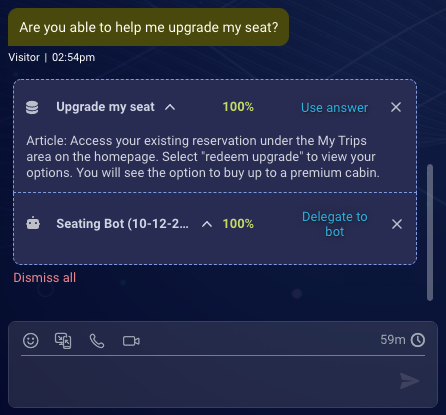 Are you able to help me upgrade my seat?
Visitor | 02:54pm
Upgrade my seat 100% Use answer
Article: Access your existing reservation under the My Trips
area on the homepage. Select "redeem upgrade" to view your
options. You will see the option to buy up to a premium cabin.
Seating Bot (10-12-2... 100% Delegate to
bot
Dismiss all
59m